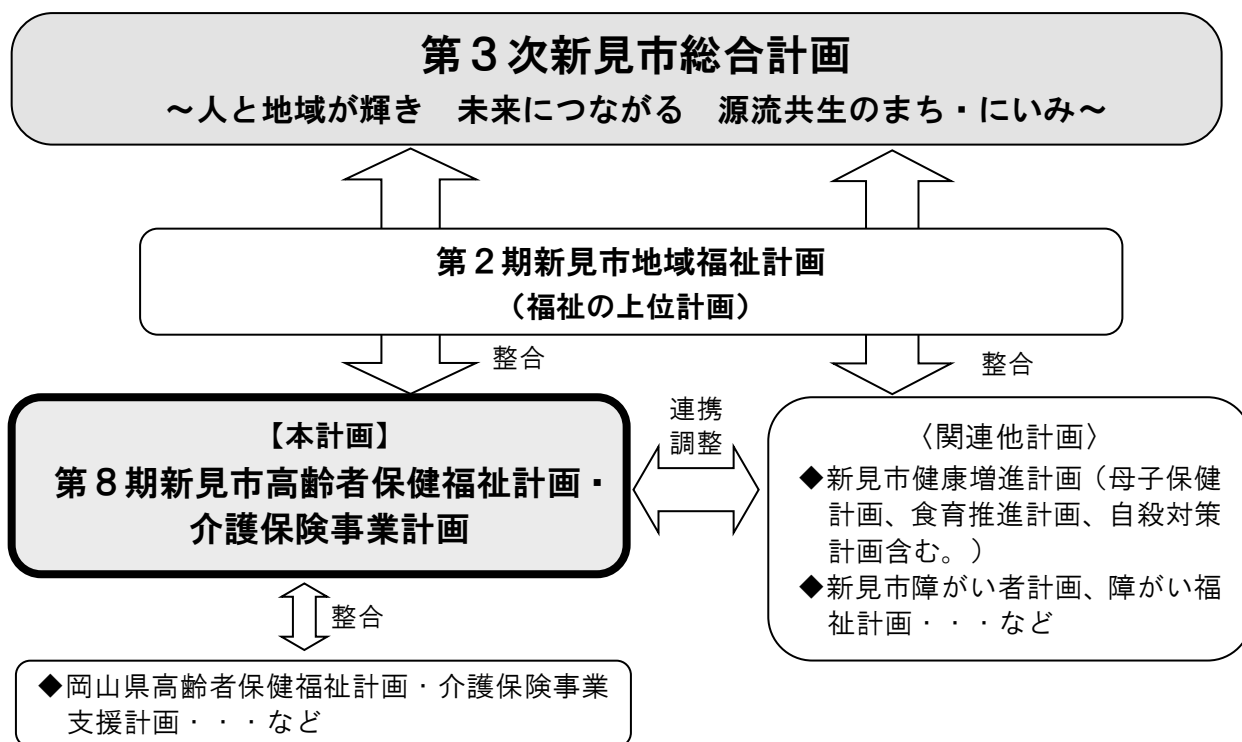 第３次新見市総合計画
～人と地域が輝き　未来につながる　源流共生のまち・にいみ～
第２期新見市地域福祉計画
（福祉の上位計画）
整合
整合
【本計画】
第８期新見市高齢者保健福祉計画・
介護保険事業計画
連携
調整
〈関連他計画〉
◆新見市健康増進計画（母子保健
計画、食育推進計画、自殺対策
計画含む。）
◆新見市障がい者計画、障がい福
祉計画・・・など
整合
◆岡山県高齢者保健福祉計画・介護保険事業
支援計画・・・など